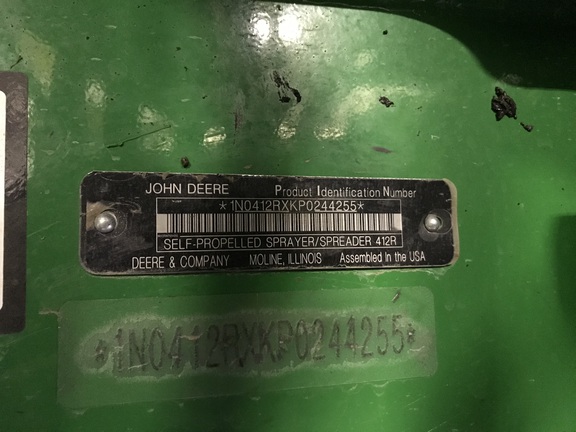 JOHN DEERE Product Identification Number
*1N0412RXKP0244255*
SELF-PROPELLED SPRAYER/SPREADER 412R
DEERE & COMPANY MOLINE, ILLINOIS Assembled in the USA
*1N0412RXKP0244255*